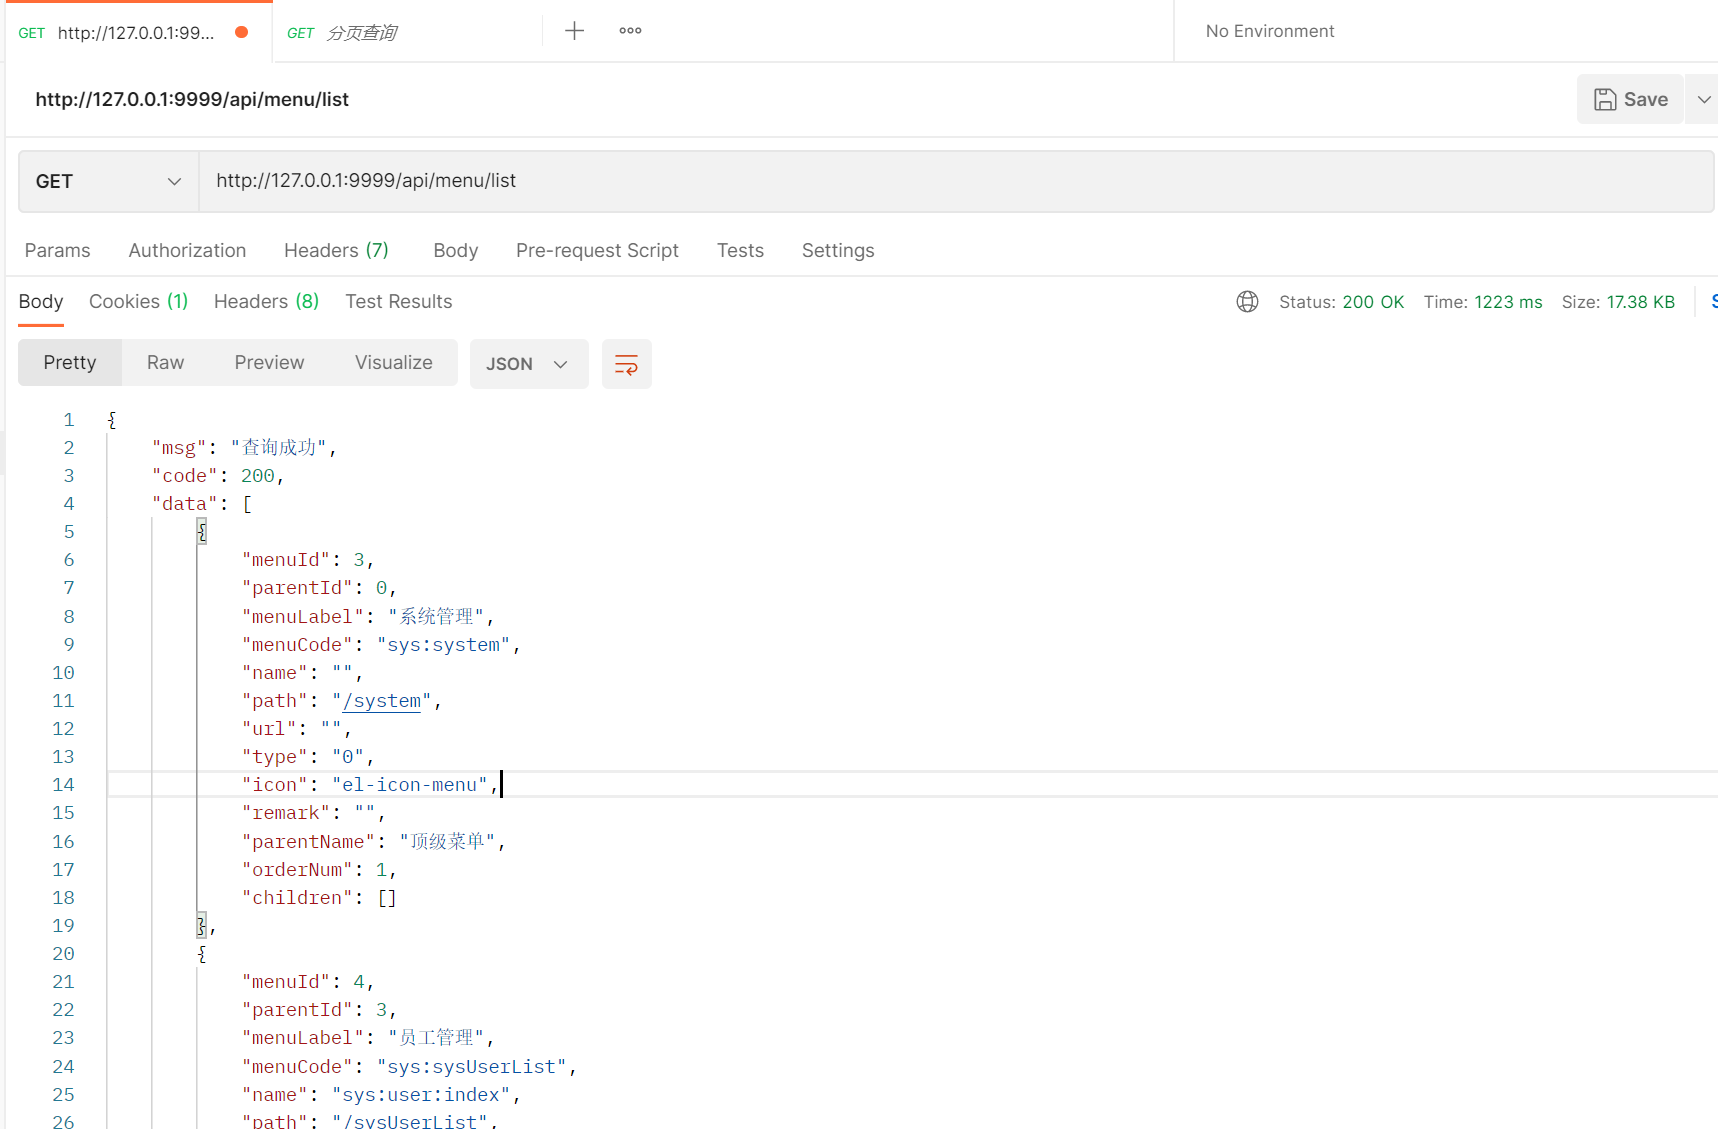 GET http://127.0.0.1:99...
GET 分页查询
No Environment
http://127.0.0.1:9999/api/menu/list
Save
GET
http://127.0.0.1:9999/api/menu/list
Params Authorization Headers (7) Body Pre-request Script Tests Settings
Body Cookies (1) Headers (8) Test Results
Status: 200 OK Time: 1223 ms Size: 17.38 KB
Pretty Raw Preview Visualize JSON
1 {
2 "msg": "查询成功",
3 "code": 200,
4 "data": [
5 {
6 "menuId": 3,
7 "parentId": 0,
8 "menuLabel": "系统管理",
9 "menuCode": "sys:system",
10 "name": "",
11 "path": "/system",
12 "url": "",
13 "type": "0",
14 "icon": "el-icon-menu",
15 "remark": "",
16 "parentName": "顶级菜单",
17 "orderNum": 1,
18 "children": []
19 },
20 {
21 "menuId": 4,
22 "parentId": 3,
23 "menuLabel": "员工管理",
24 "menuCode": "sys:sysUserList",
25 "name": "sys:user:index",
26 "path": "/sysUserList",